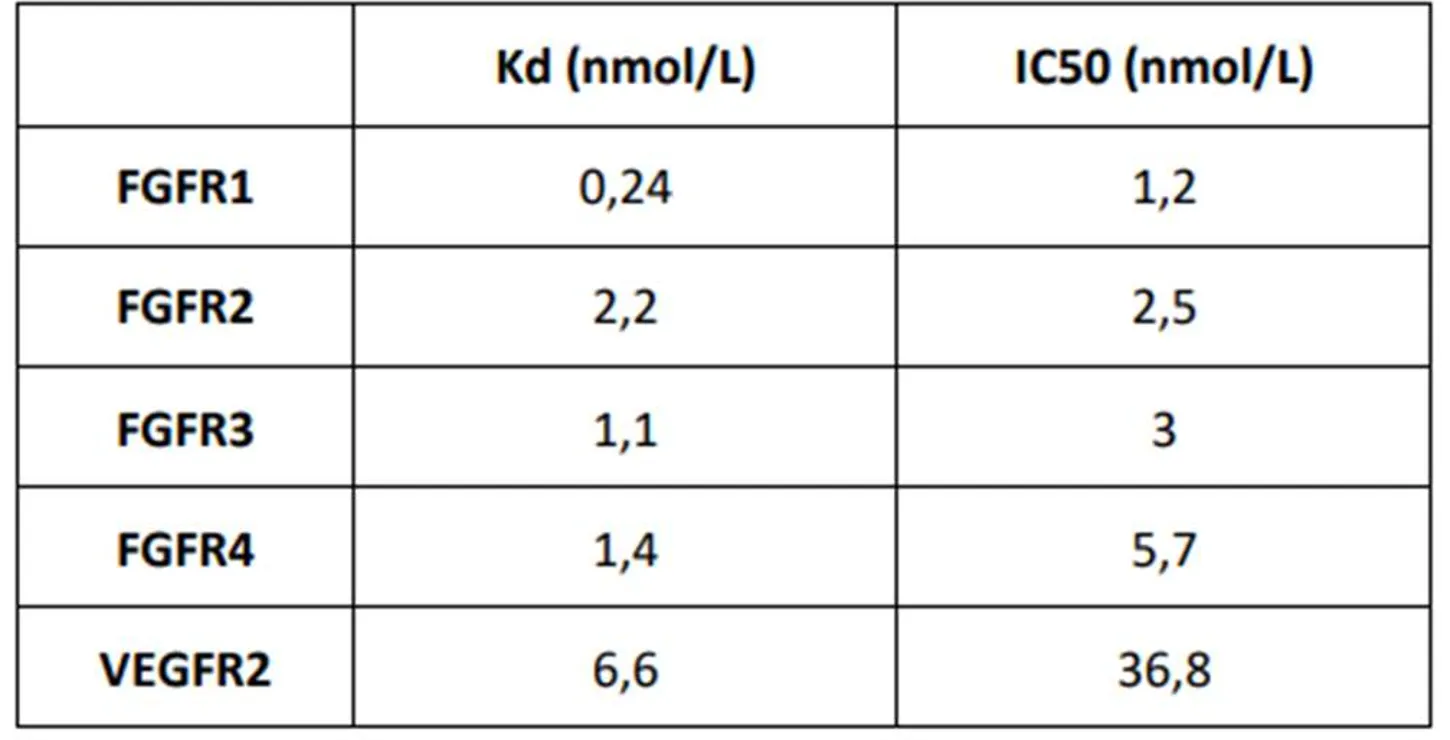 Kd (nmol/L) IC50 (nmol/L)
FGFR1 0,24 1,2
FGFR2 2,2 2,5
FGFR3 1,1 3
FGFR4 1,4 5,7
VEGFR2 6,6 36,8